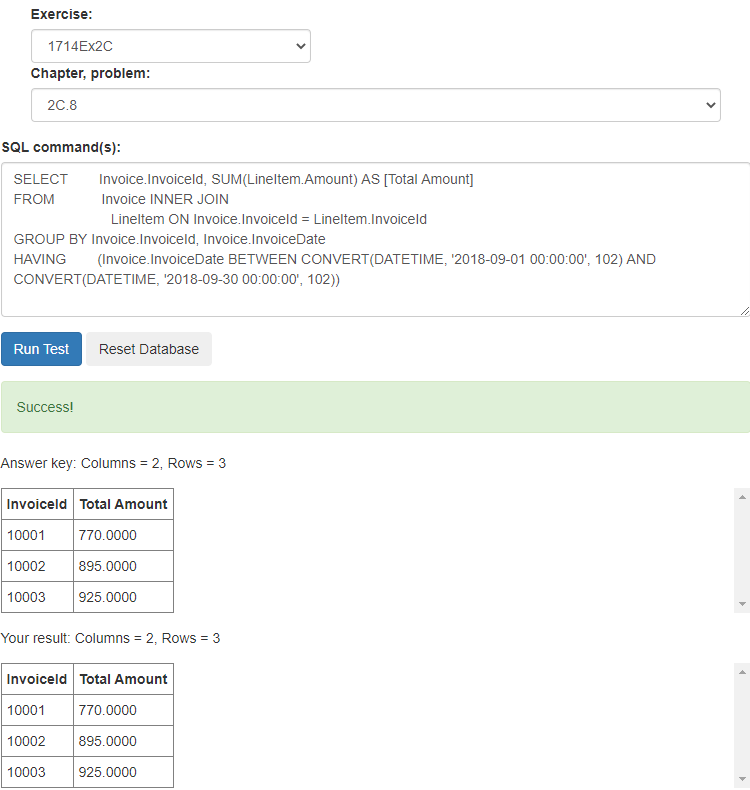 Exercise:
1714Ex2C
Chapter, problem:
2C.8
SQL command(s):
SELECT Invoice.InvoiceId, SUM(LineItem.Amount) AS [Total Amount]
FROM Invoice INNER JOIN
LineItem ON Invoice.InvoiceId = LineItem.InvoiceId
GROUP BY Invoice.InvoiceId, Invoice.InvoiceDate
HAVING (Invoice.InvoiceDate BETWEEN CONVERT(DATETIME, '2018-09-01 00:00:00', 102) AND
CONVERT(DATETIME, '2018-09-30 00:00:00', 102))
Run Test Reset Database
Success!
Answer key: Columns = 2, Rows = 3
InvoiceId Total Amount
10001 770.0000
10002 895.0000
10003 925.0000
Your result: Columns = 2, Rows = 3
InvoiceId Total Amount
10001 770.0000
10002 895.0000
10003 925.0000